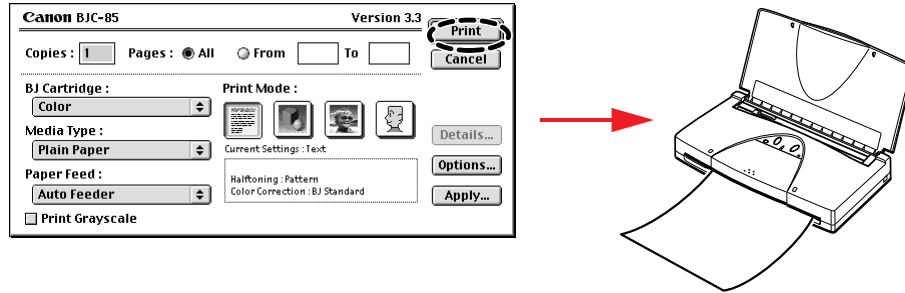 Canon BJC-85 Version 3.3
Print
Copies : 1 Pages : All From To
Cancel
BJ Cartridge : Print Mode :
Color
Media Type :
Details...
Plain Paper
Current Settings : Text
Options...
Paper Feed :
Halftoning : Pattern
Auto Feeder
Color Correction : BJ Standard
Apply...
Print Grayscale